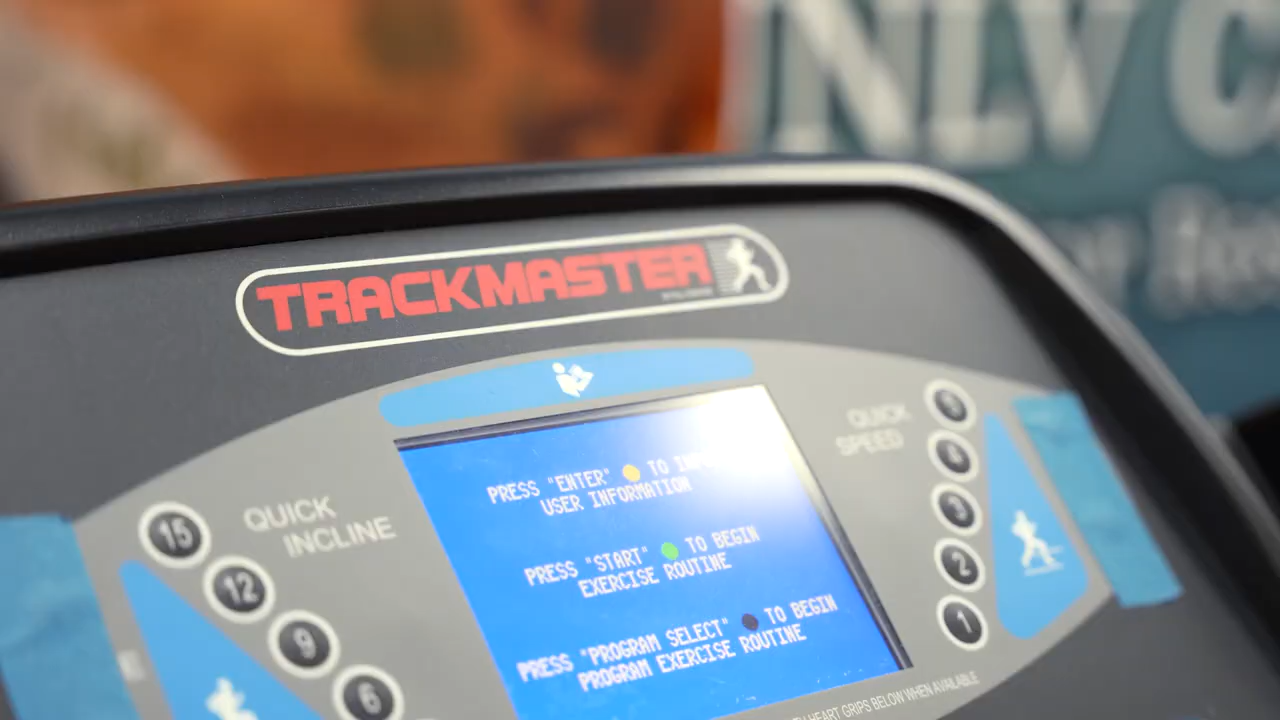 NLV C
TRACKMASTER
QUICK
SPEED
QUICK
INCLINE
15
12
9
6
PRESS "ENTER" TO
USER INFORMATION
PRESS "START" TO BEGIN
EXERCISE ROUTINE
PRESS "PROGRAM SELECT" TO BEGIN
PROGRAM EXERCISE ROUTINE
4
3
2
1
HEART GRIPS BELOW WHEN AVAILABLE